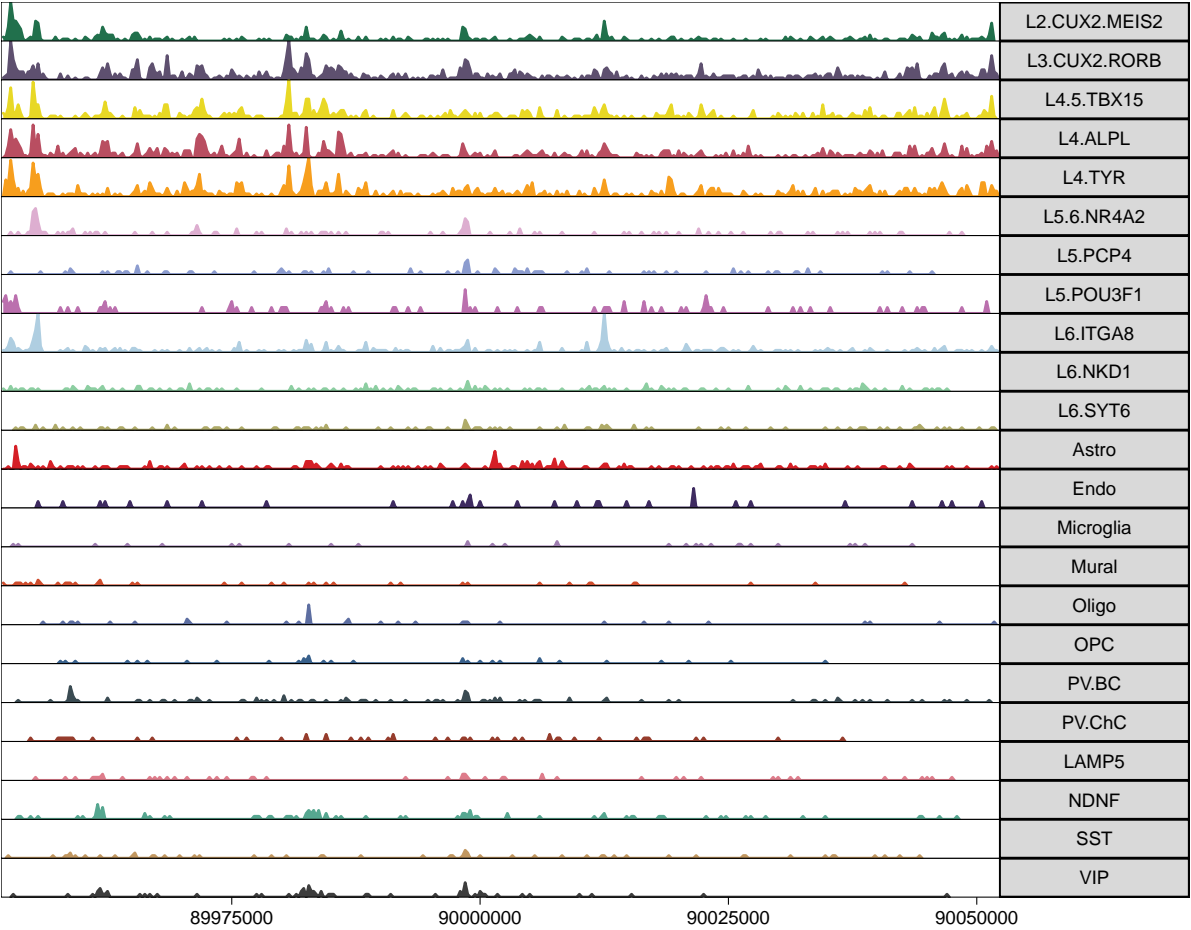 L2.CUX2.MEIS2
L3.CUX2.RORB
L4.5.TBX15
L4.ALPL
L4.TYR
L5.6.NR4A2
L5.PCP4
L5.POU3F1
L6.ITGA8
L6.NKD1
L6.SYT6
Astro
Endo
Microglia
Mural
Oligo
OPC
PV.BC
PV.ChC
LAMP5
NDNF
SST
VIP
89975000 90000000 90025000 90050000